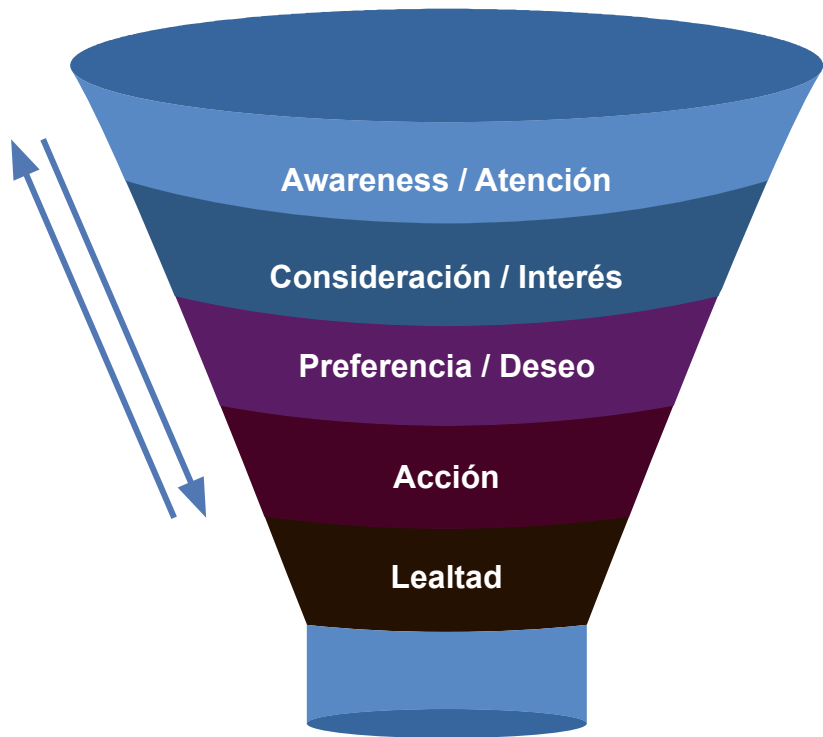 Awareness / Atención
Consideración / Interés
Preferencia / Deseo
Acción
Lealtad